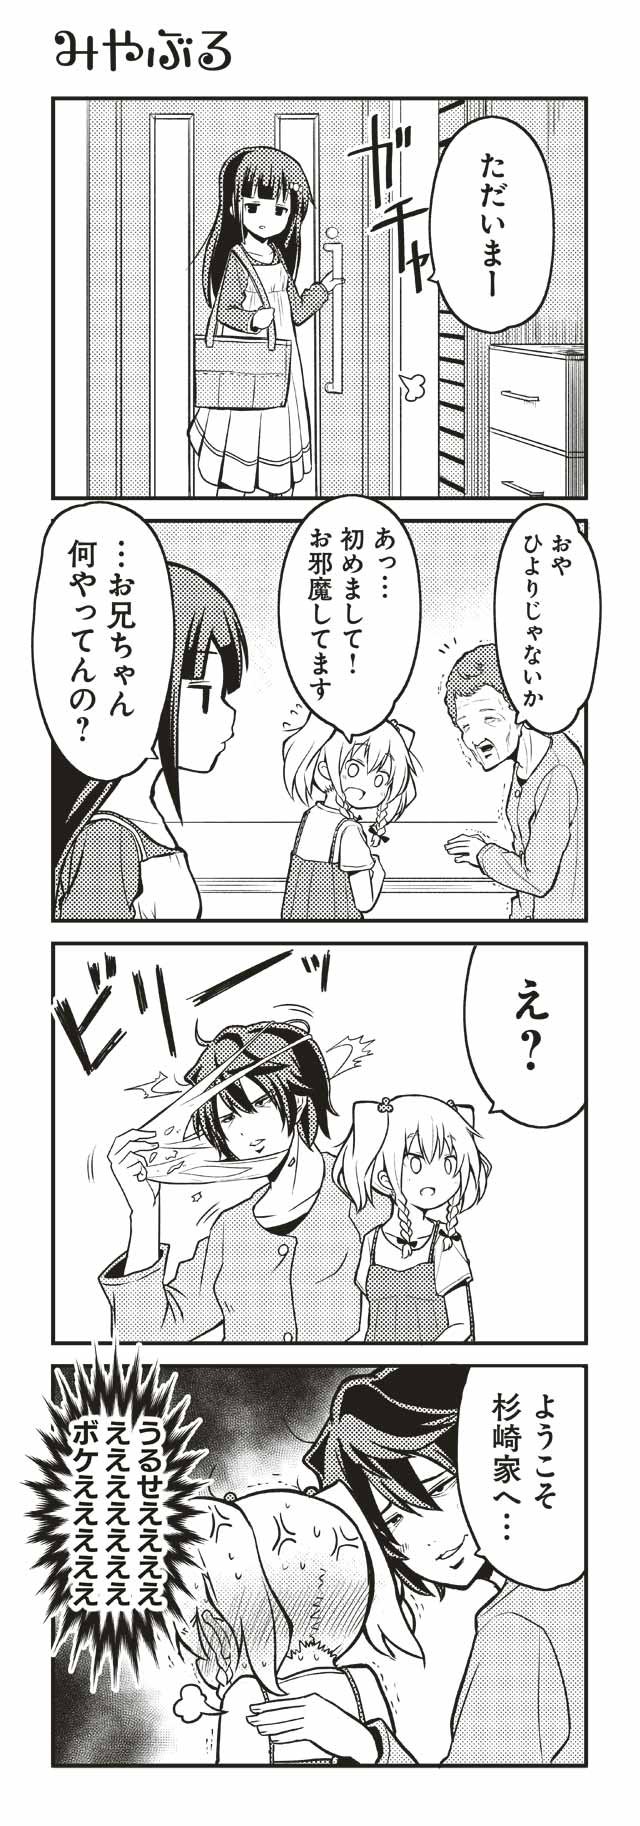 みやぶる
ただいまー
ガチャ
おや
ひよりじゃないか
あっ…
初めまして！
お邪魔してます
…お兄ちゃん
何やってんの？
え？
ビリーッ
ようこそ
杉崎家へ…
うるせええええ
ええええええええ
ボケええええええ